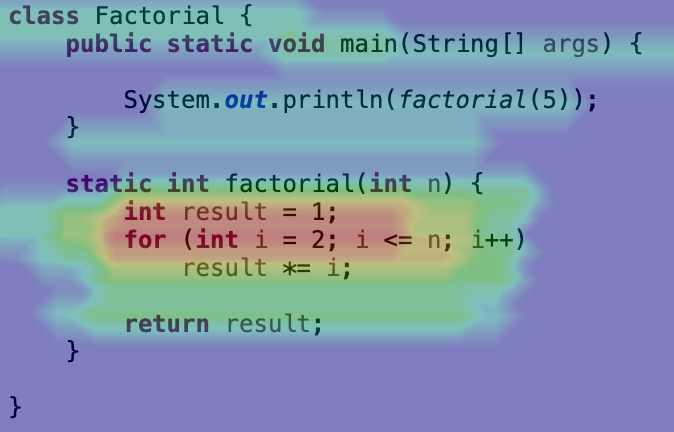 class Factorial {
    public static void main(String[] args) {
        System.out.println(factorial(5));
    }
    static int factorial(int n) {
        int result = 1;
        for (int i = 2; i <= n; i++)
            result *= i;
        return result;
    }
}